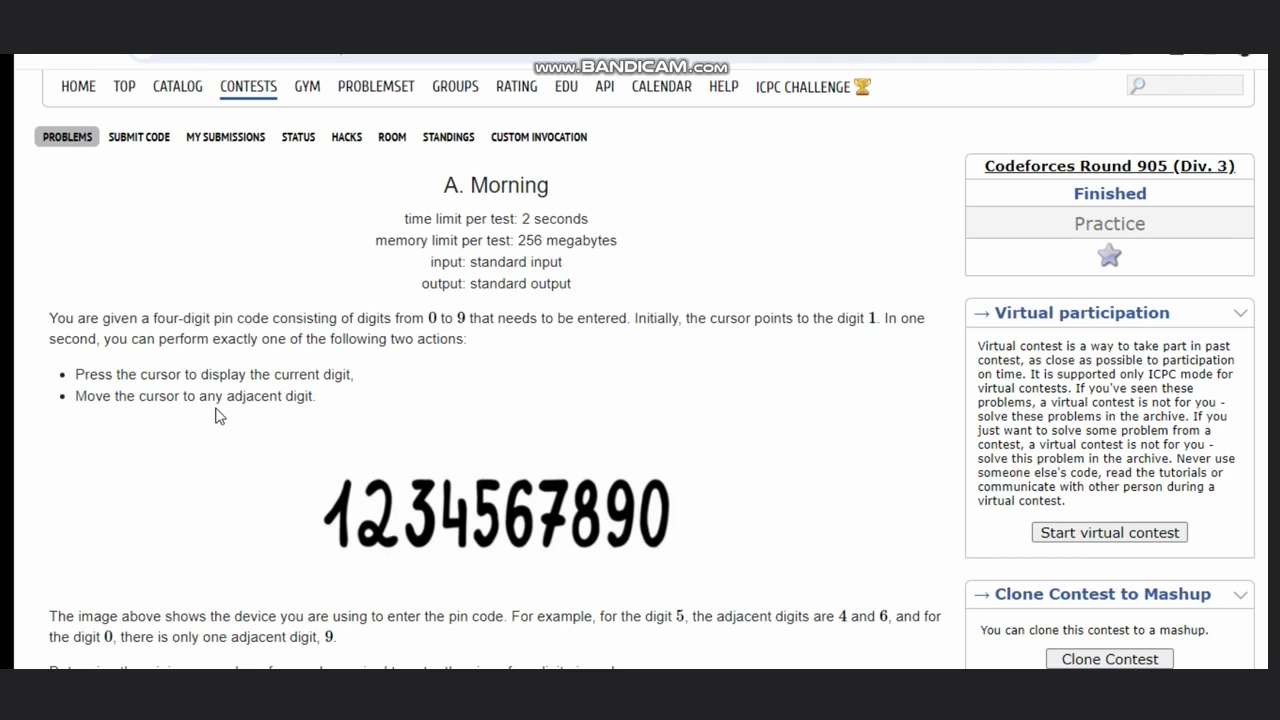 www.BANDICAM.com
HOME TOP CATALOG CONTESTS GYM PROBLEMSET GROUPS RATING EDU API CALENDAR HELP ICPC CHALLENGE
PROBLEMS SUBMIT CODE MY SUBMISSIONS STATUS HACKS ROOM STANDINGS CUSTOM INVOCATION
A. Morning
time limit per test: 2 seconds
memory limit per test: 256 megabytes
input: standard input
output: standard output
You are given a four-digit pin code consisting of digits from 0 to 9 that needs to be entered. Initially, the cursor points to the digit 1. In one
second, you can perform exactly one of the following two actions:
• Press the cursor to display the current digit,
• Move the cursor to any adjacent digit.
1234567890
The image above shows the device you are using to enter the pin code. For example, for the digit 5, the adjacent digits are 4 and 6, and for
the digit 0, there is only one adjacent digit, 9.
Codeforces Round 905 (Div. 3)
Finished
Practice
→ Virtual participation
Virtual contest is a way to take part in past
contest, as close as possible to participation
on time. It is supported only ICPC mode for
virtual contests. If you've seen these
problems, a virtual contest is not for you -
solve these problems in the archive. If you
just want to solve some problem from a
contest, a virtual contest is not for you -
solve this problem in the archive. Never use
someone else's code, read the tutorials or
communicate with other person during a
virtual contest.
Start virtual contest
→ Clone Contest to Mashup
You can clone this contest to a mashup.
Clone Contest